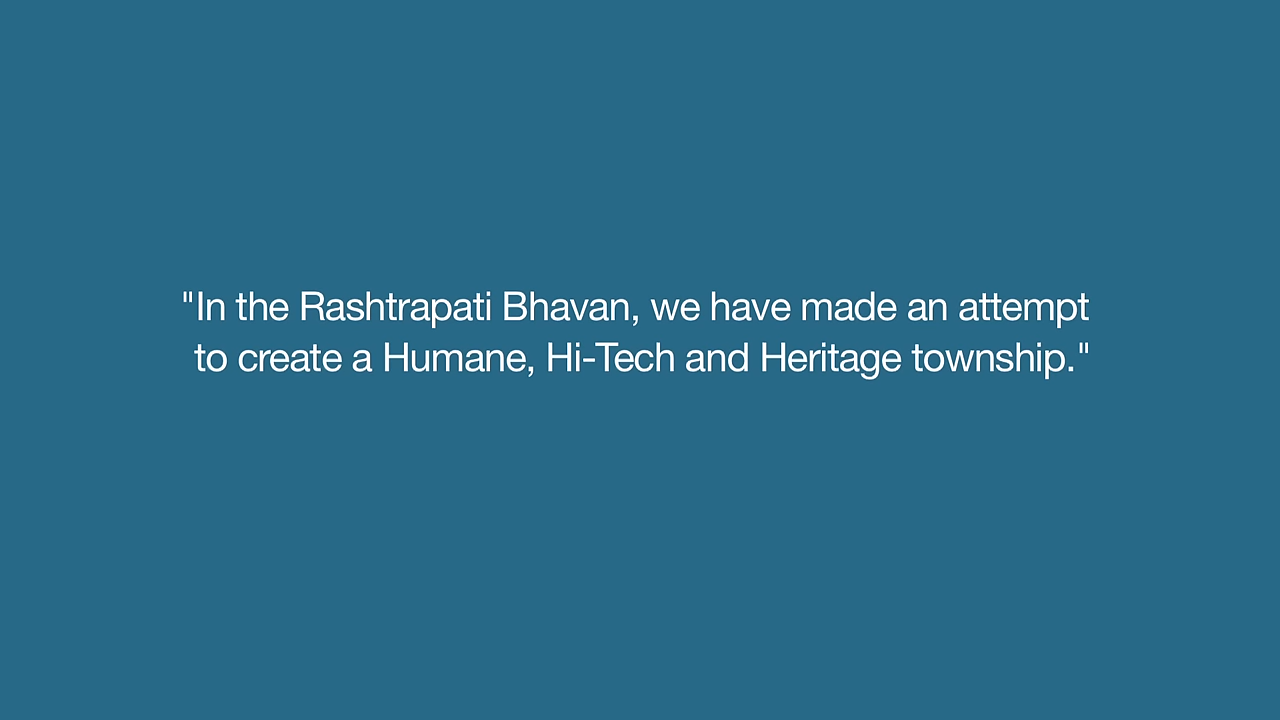 "In the Rashtrapati Bhavan, we have made an attempt
to create a Humane, Hi-Tech and Heritage township."